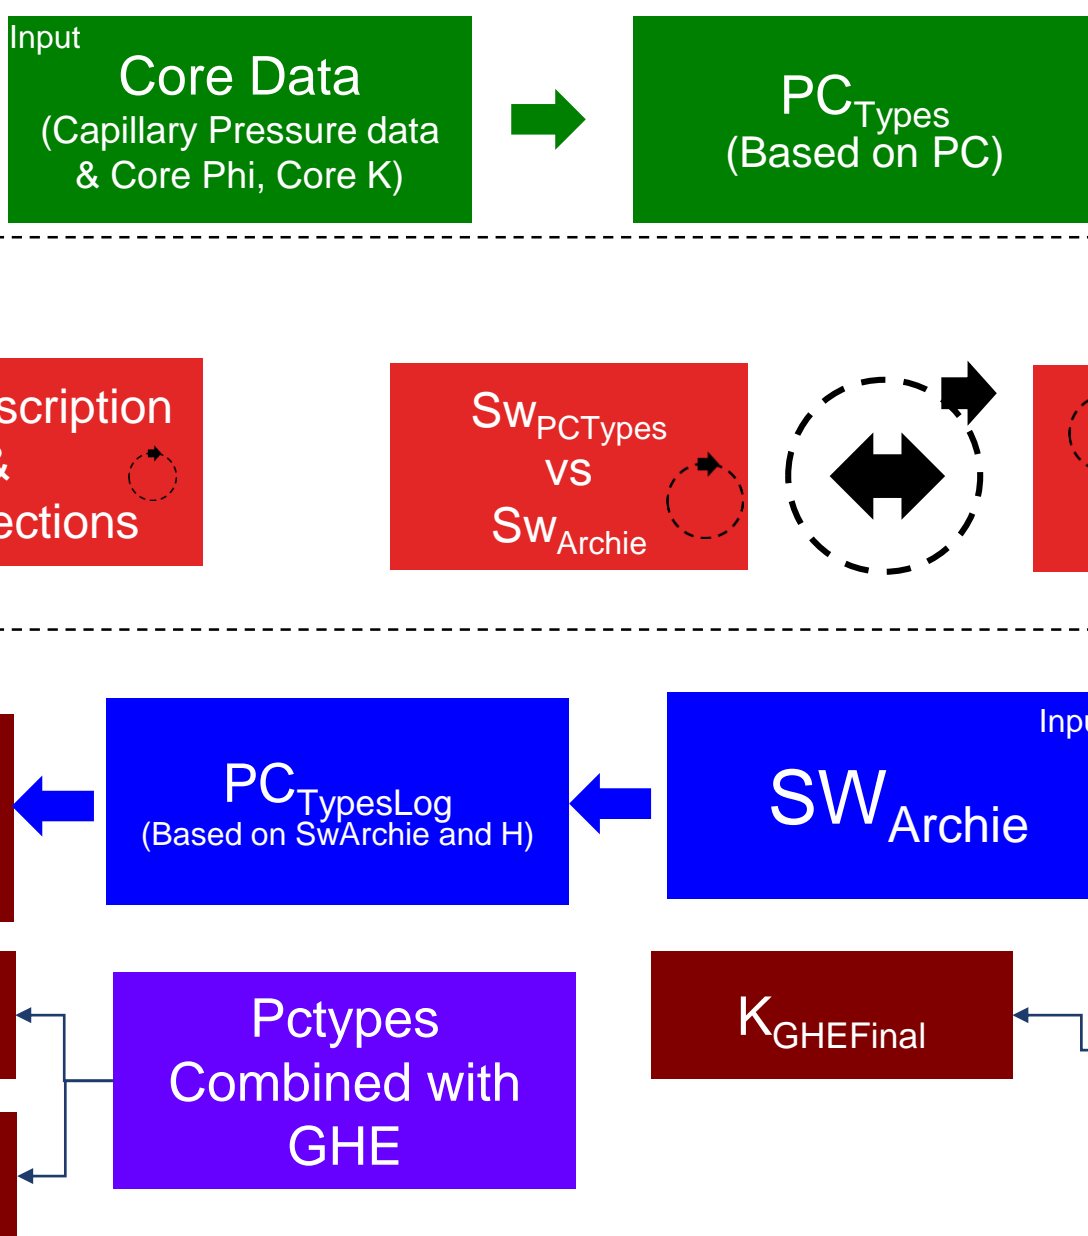 Input
Core Data
(Capillary Pressure data
& Core Phi, Core K)
PCTypes
(Based on PC)
scription
&
ections
SwPCTypes
vs
SwArchie
PCTypesLog
(Based on SwArchie and H)
Inpu
SWArchie
Pctypes
Combined with
GHE
KGHEFinal